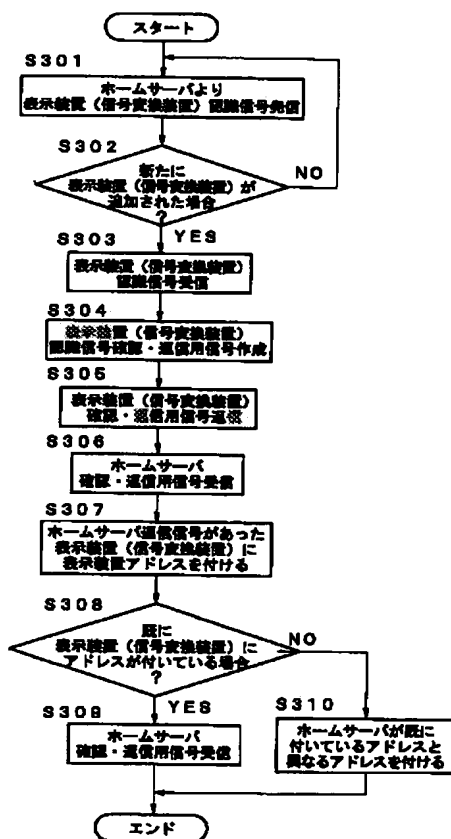 スタート
S301
ホームサーバより
表示装置(信号変換装置)認識信号発信
S302
新たに
表示装置(信号変換装置)が
追加された場合
?
NO
YES
S303
表示装置(信号変換装置)
認識信号受信
S304
表示装置(信号変換装置)
認識信号確認・返信用信号作成
S305
表示装置(信号変換装置)
確認・返信用信号返信
S306
ホームサーバ
確認・返信用信号受信
S307
ホームサーバ返信信号があった
表示装置(信号変換装置)に
表示装置アドレスを付ける
S308
既に
表示装置(信号変換装置)に
アドレスが付いている場合
?
NO
YES
S309
ホームサーバ
確認・返信用信号受信
S310
ホームサーバが既に
付いているアドレスと
異なるアドレスを付ける
エンド